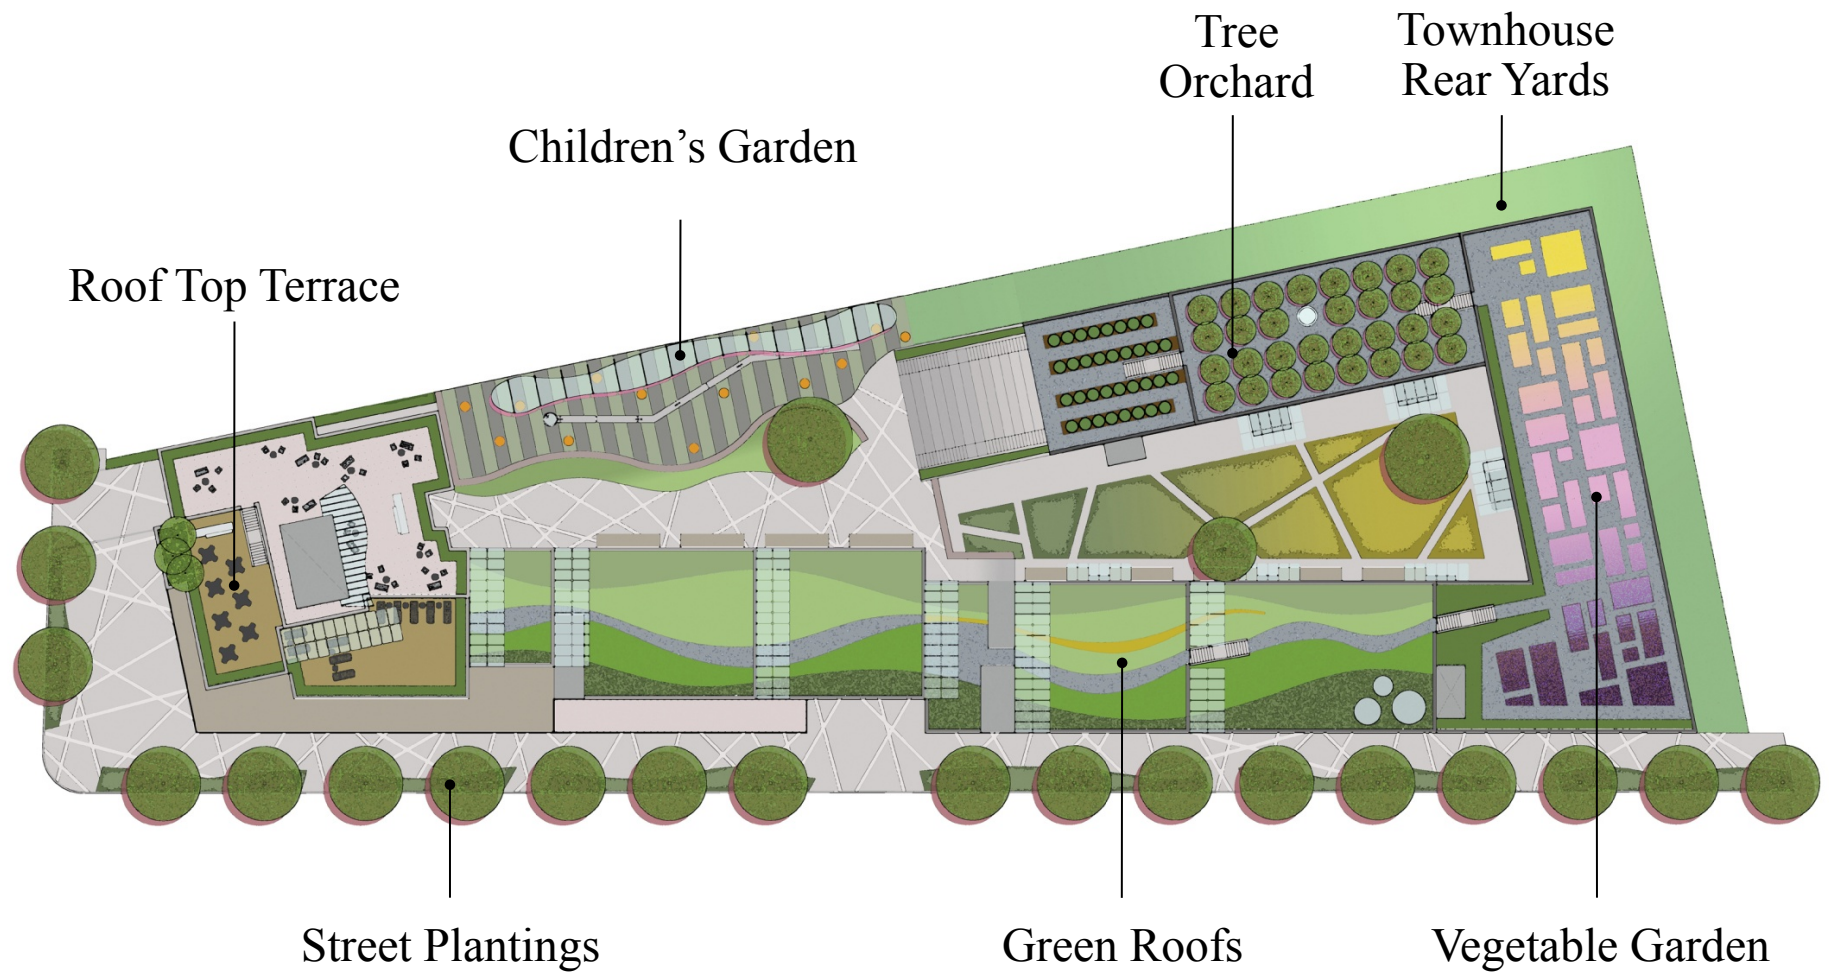 Tree
Orchard
Townhouse
Rear Yards
Children’s Garden
Roof Top Terrace
Street Plantings
Green Roofs
Vegetable Garden